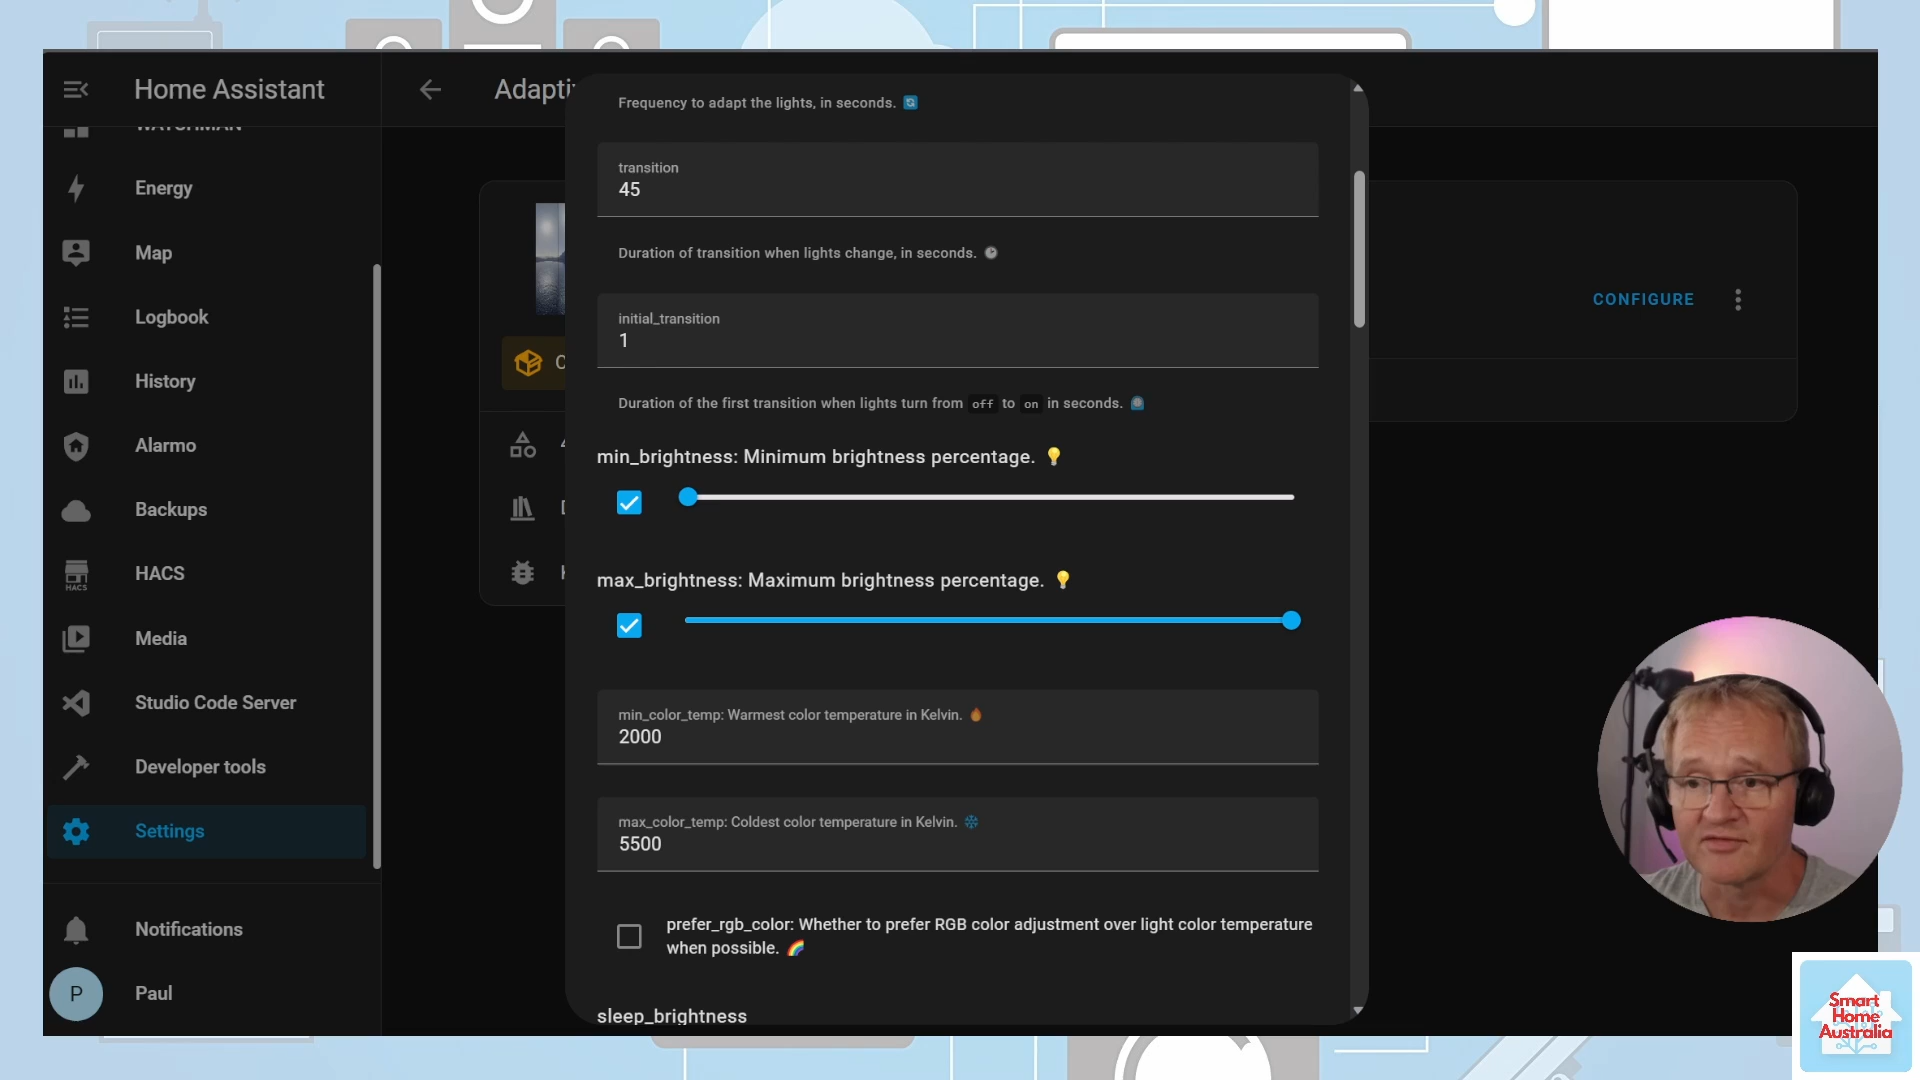 Home Assistant
Adapti
WATCHMAN
Energy
Map
Logbook
History
Alarmo
Backups
HACS
HACS
Media
Studio Code Server
Developer tools
Settings
Notifications
P
Paul
Frequency to adapt the lights, in seconds.
transition
45
Duration of transition when lights change, in seconds.
initial_transition
1
Duration of the first transition when lights turn from off to on in seconds.
min_brightness: Minimum brightness percentage.
max_brightness: Maximum brightness percentage.
min_color_temp: Warmest color temperature in Kelvin.
2000
max_color_temp: Coldest color temperature in Kelvin.
5500
prefer_rgb_color: Whether to prefer RGB color adjustment over light color temperature
when possible.
sleep_brightness
CONFIGURE
Smart
Home
Australia